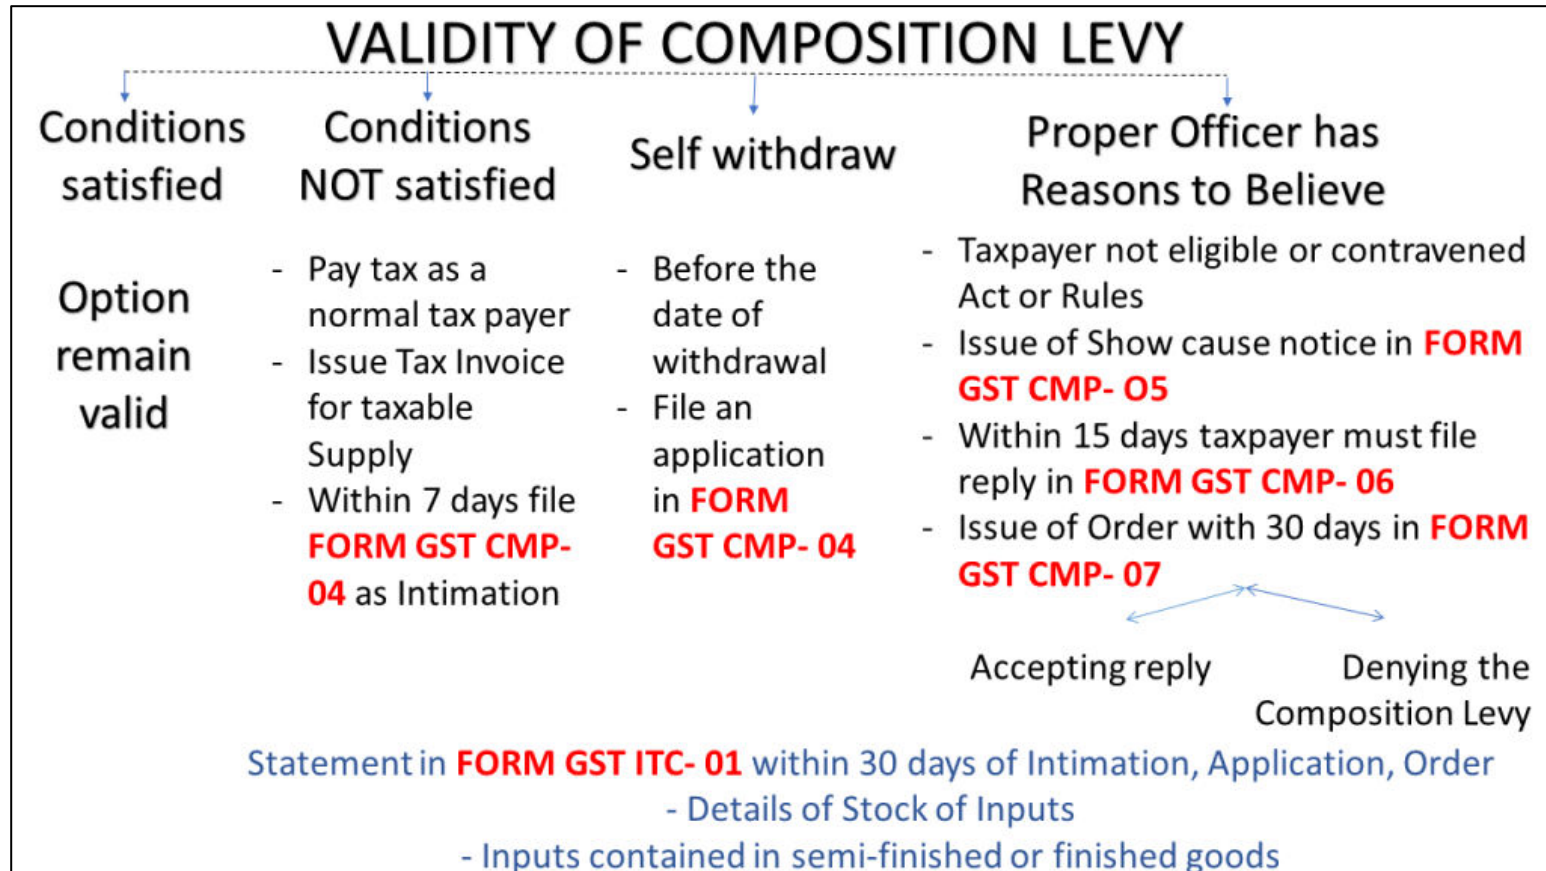 VALIDITY OF COMPOSITION LEVY
Conditions
satisfied
Option
remain
valid
Conditions
NOT satisfied
- Pay tax as a
normal tax payer
- Issue Tax Invoice
for taxable
Supply
- Within 7 days file
FORM GST CMP-
04 as Intimation
Self withdraw
- Before the
date of
withdrawal
- File an
application
in FORM
GST CMP- 04
Proper Officer has
Reasons to Believe
- Taxpayer not eligible or contravened
Act or Rules
- Issue of Show cause notice in FORM
GST CMP- O5
- Within 15 days taxpayer must file
reply in FORM GST CMP- 06
- Issue of Order with 30 days in FORM
GST CMP- 07
Accepting reply
Denying the
Composition Levy
Statement in FORM GST ITC- 01 within 30 days of Intimation, Application, Order
- Details of Stock of Inputs
- Inputs contained in semi-finished or finished goods